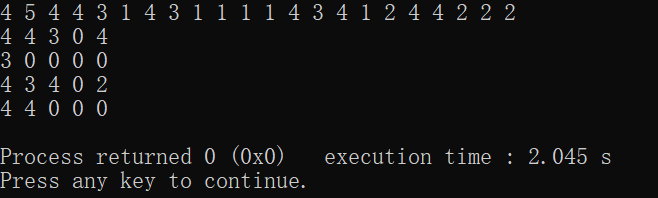 4 5 4 4 3 1 4 3 1 1 1 1 4 3 4 1 2 4 4 2 2 2
4 4 3 0 4
3 0 0 0 0
4 3 4 0 2
4 4 0 0 0
Process returned 0 (0x0)   execution time : 2.045 s
Press any key to continue.